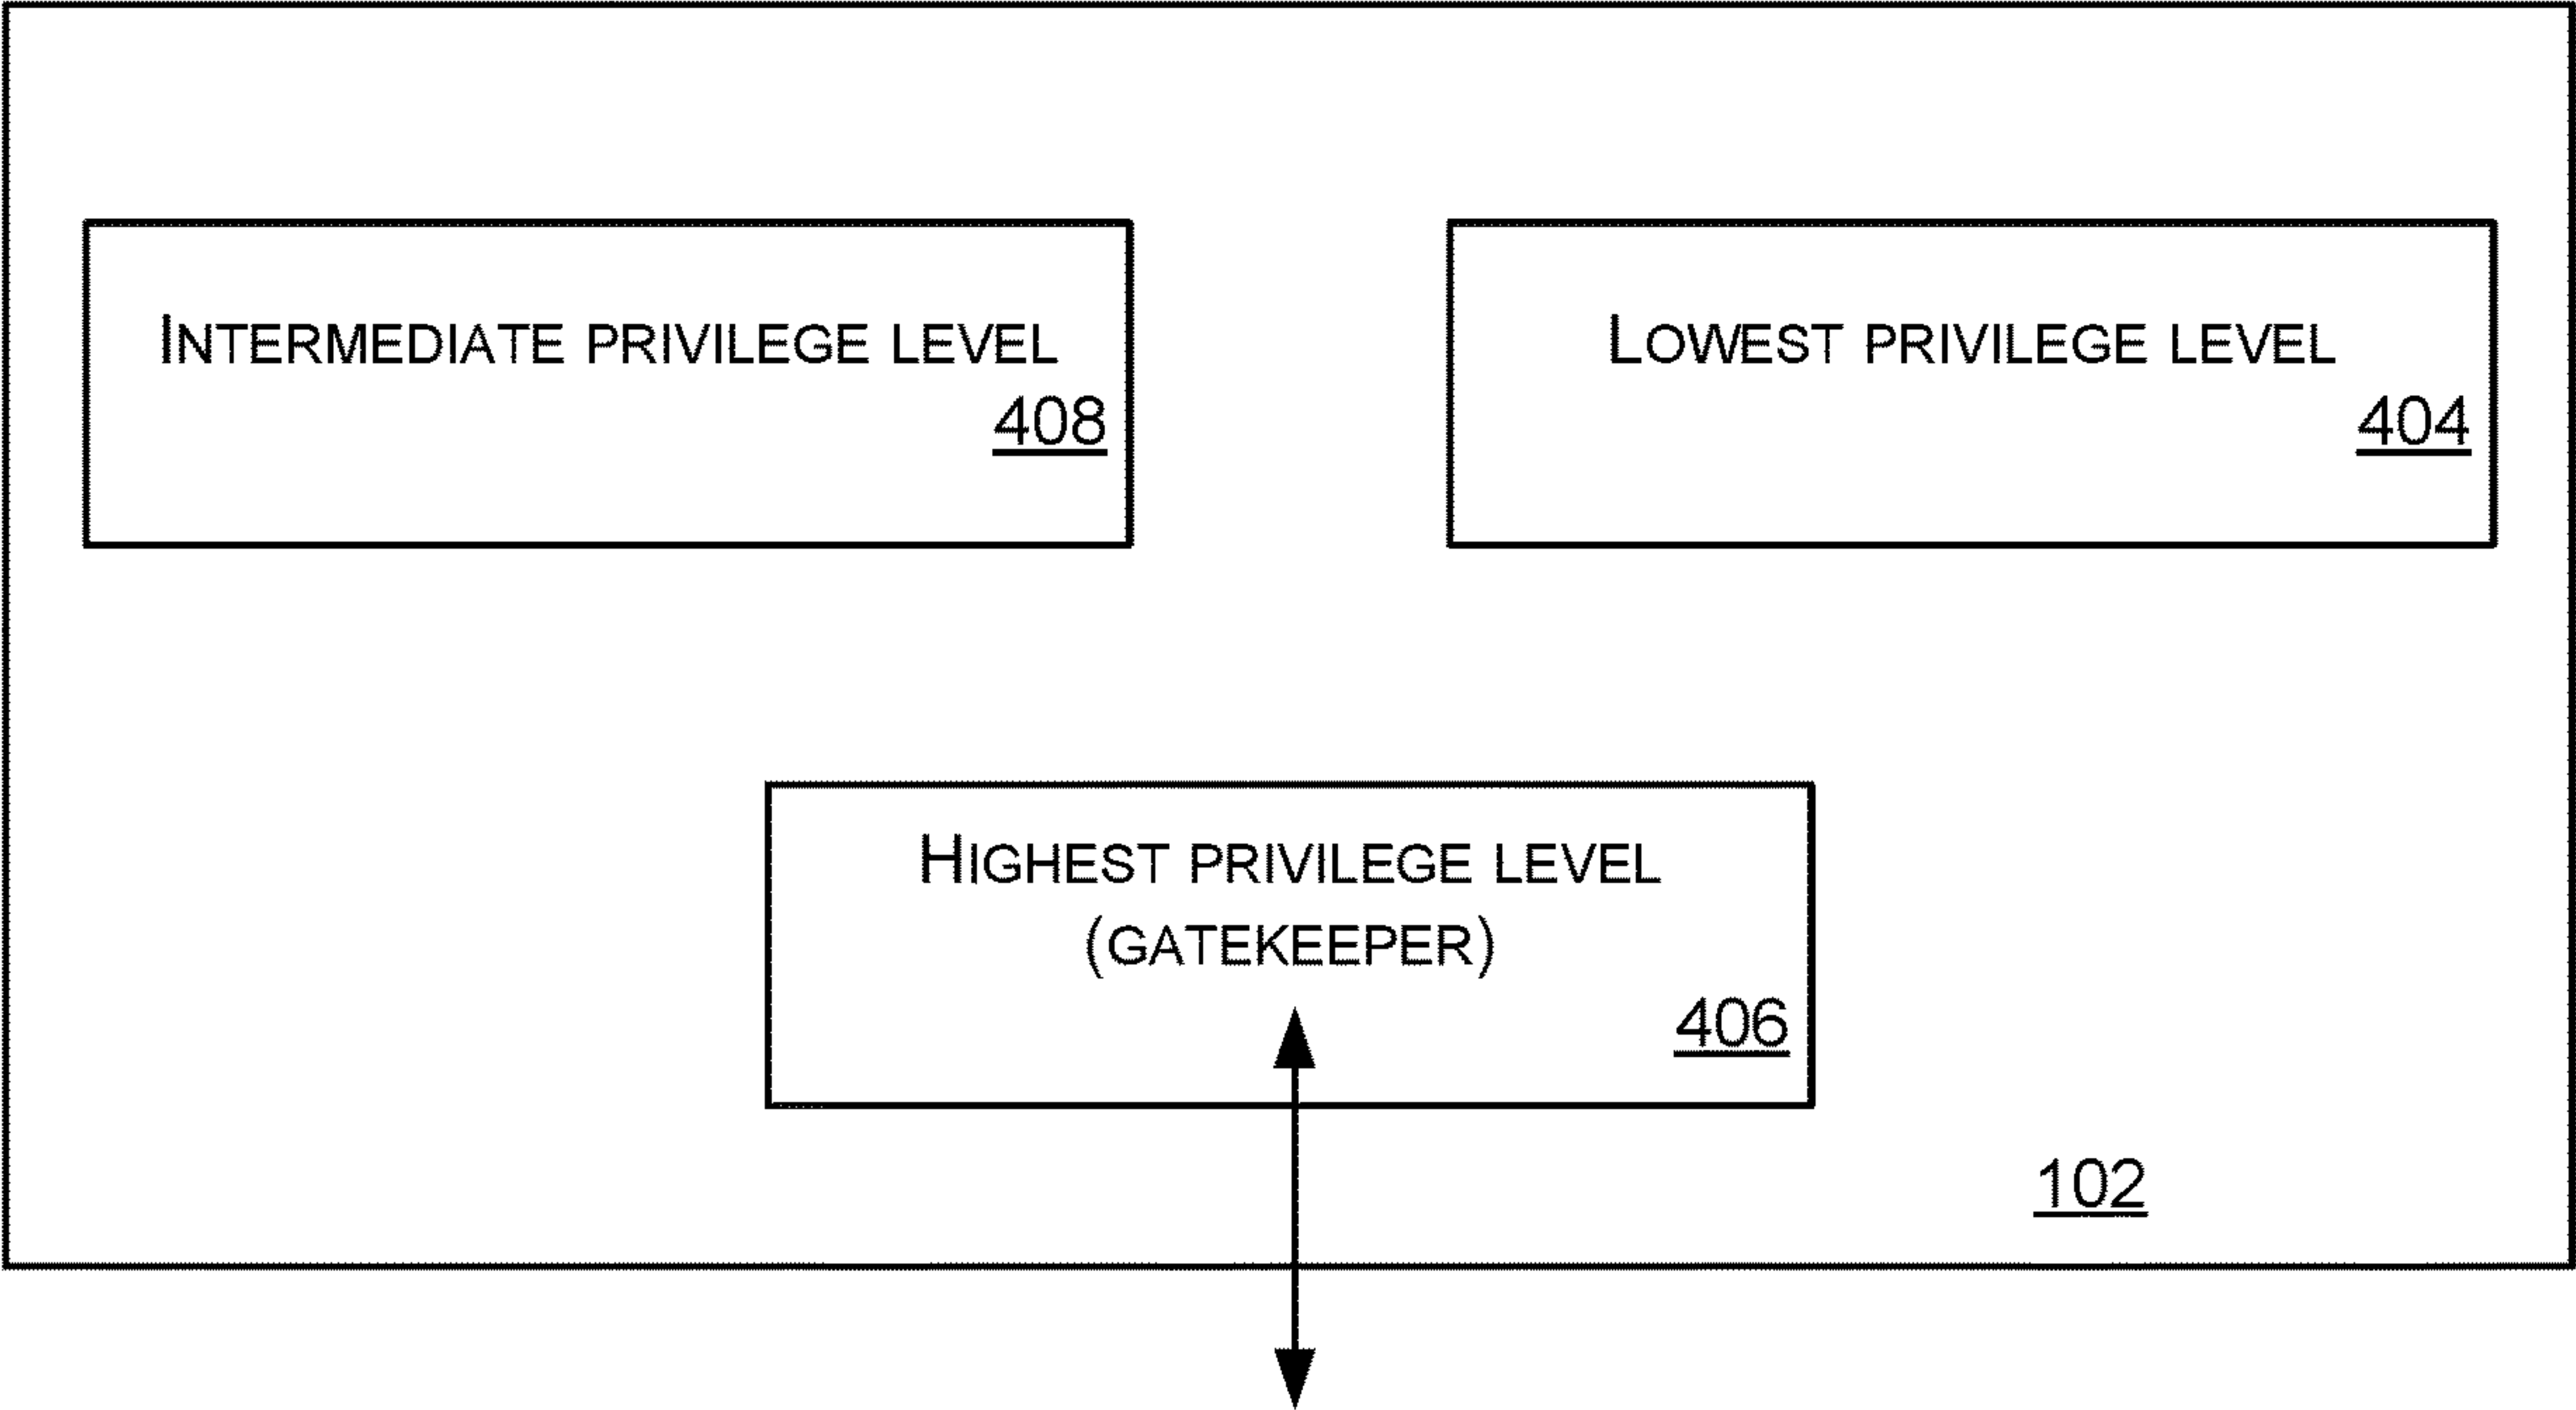 INTERMEDIATE PRIVILEGE LEVEL
408
LOWEST PRIVILEGE LEVEL
404
HIGHEST PRIVILEGE LEVEL
(GATEKEEPER)
406
102